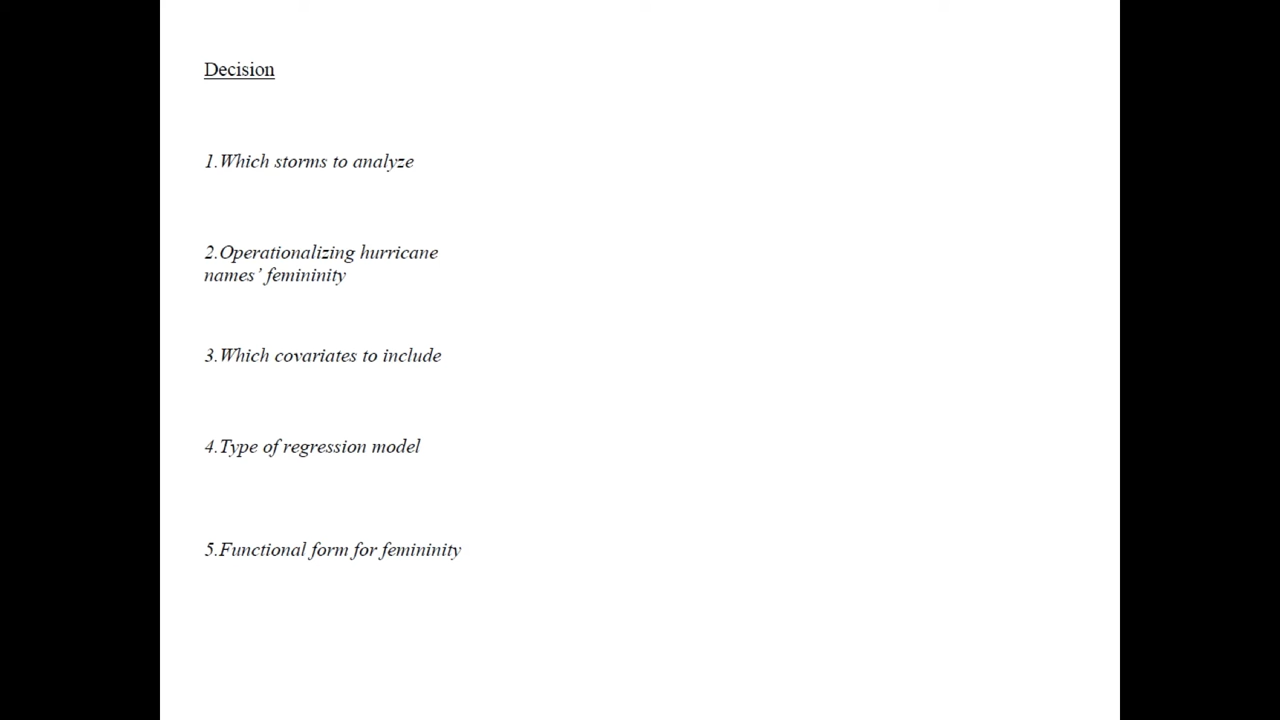 Decision
1.Which storms to analyze
2.Operationalizing hurricane
names’ femininity
3.Which covariates to include
4.Type of regression model
5.Functional form for femininity